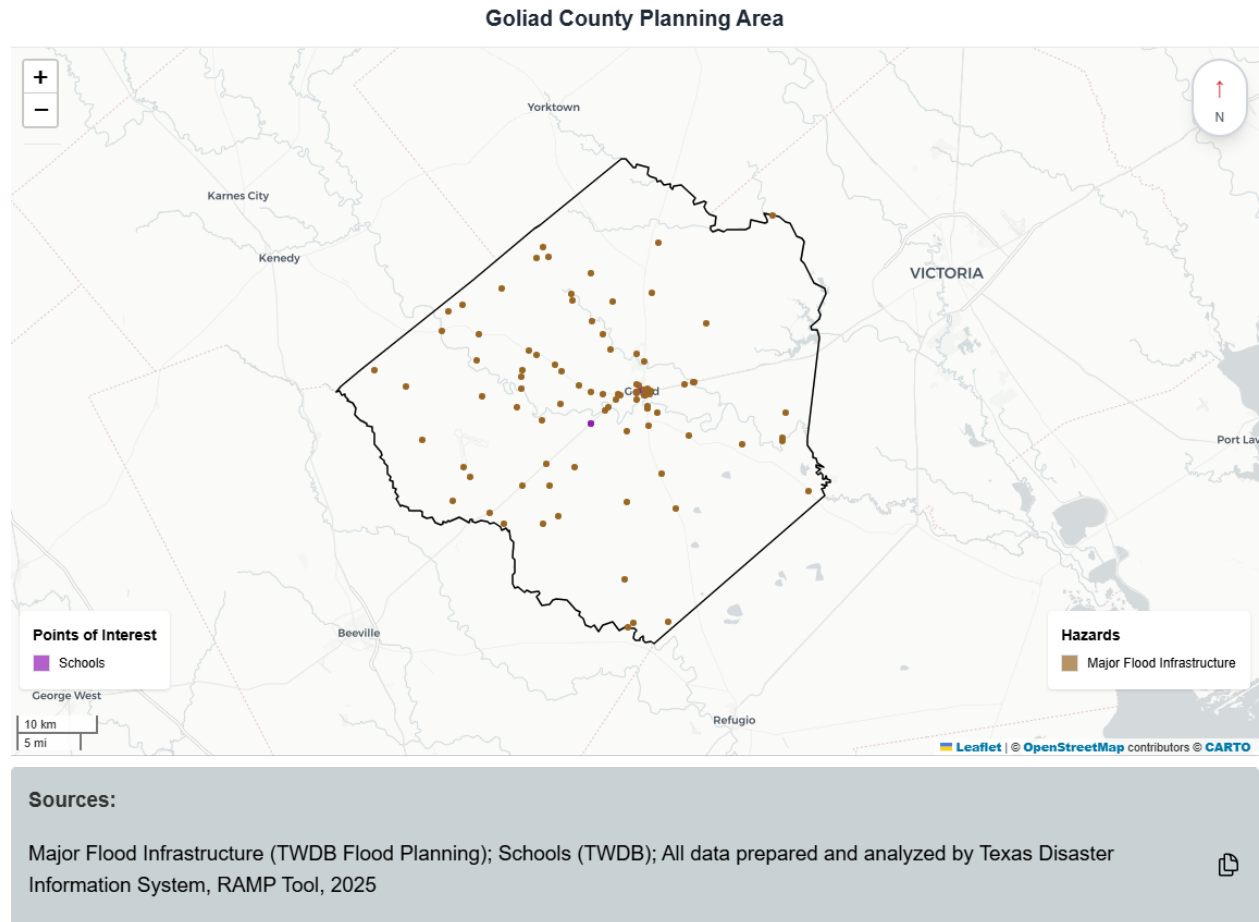 Goliad County Planning Area
+
−
↑
N
Yorktown
Karnes City
Kenedy
VICTORIA
Port Lav
Points of Interest
Schools
Beeville
Hazards
Major Flood Infrastructure
George West
Refugio
10 km
5 mi
Leaflet | © OpenStreetMap contributors © CARTO
Sources:
Major Flood Infrastructure (TWDB Flood Planning); Schools (TWDB); All data prepared and analyzed by Texas Disaster
Information System, RAMP Tool, 2025